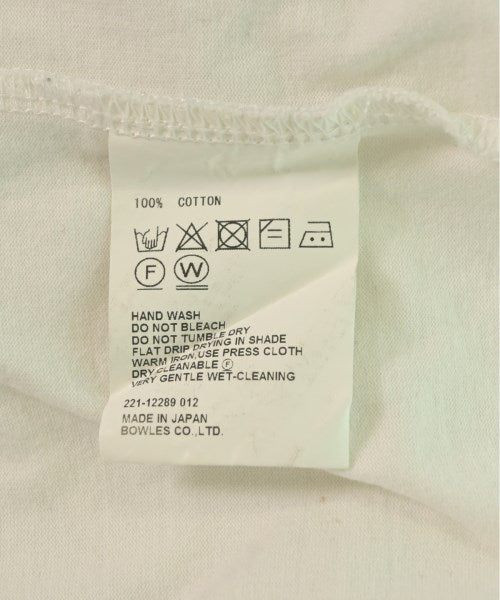 100% COTTON
F W
HAND WASH
DO NOT BLEACH
DO NOT TUMBLE DRY
FLAT DRIP DRYING IN SHADE
WARM IRON,USE PRESS CLOTH
DRY CLEANABLE Ⓕ
VERY GENTLE WET-CLEANING
221-12289 012
MADE IN JAPAN
BOWLES CO.,LTD.